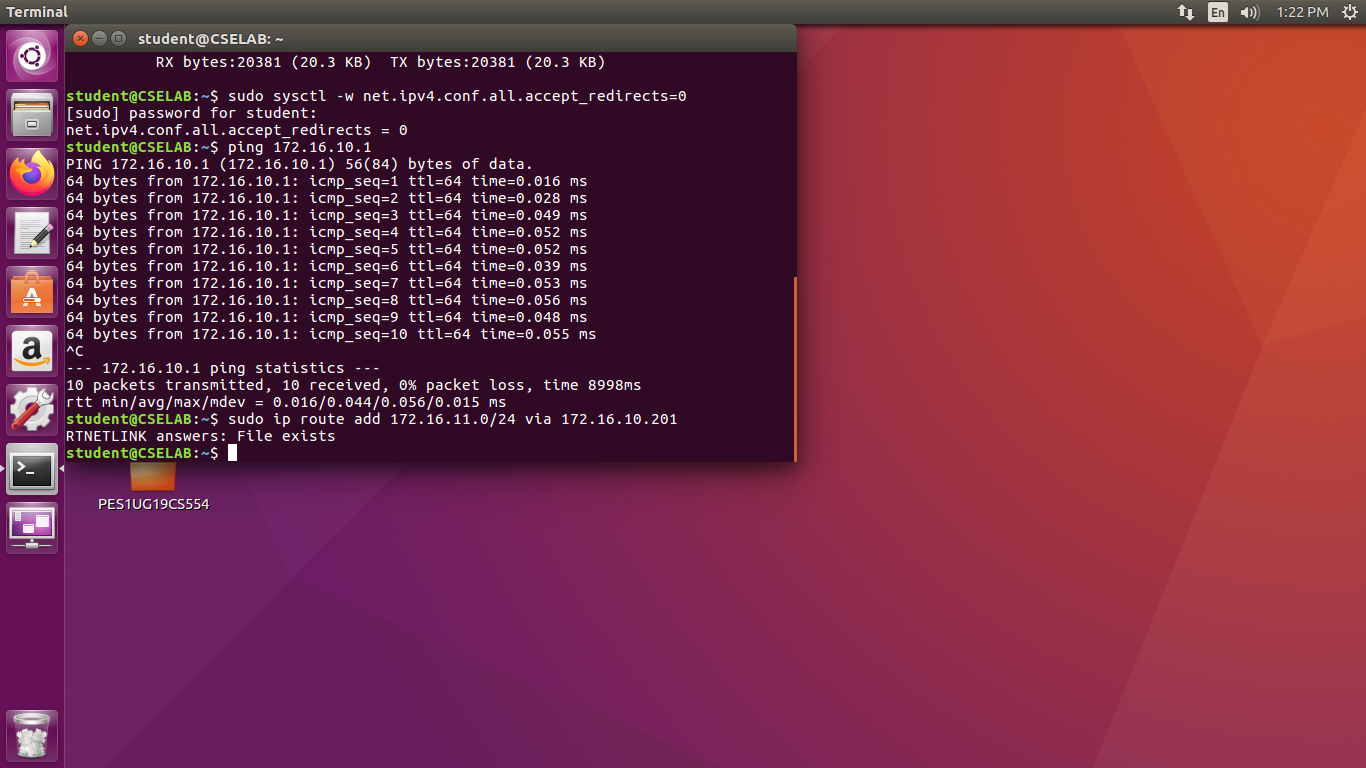 Terminal
En
1:22 PM
student@CSELAB: ~
RX bytes:20381 (20.3 KB)  TX bytes:20381 (20.3 KB)
student@CSELAB:~$ sudo sysctl -w net.ipv4.conf.all.accept_redirects=0
[sudo] password for student:
net.ipv4.conf.all.accept_redirects = 0
student@CSELAB:~$ ping 172.16.10.1
PING 172.16.10.1 (172.16.10.1) 56(84) bytes of data.
64 bytes from 172.16.10.1: icmp_seq=1 ttl=64 time=0.016 ms
64 bytes from 172.16.10.1: icmp_seq=2 ttl=64 time=0.028 ms
64 bytes from 172.16.10.1: icmp_seq=3 ttl=64 time=0.049 ms
64 bytes from 172.16.10.1: icmp_seq=4 ttl=64 time=0.052 ms
64 bytes from 172.16.10.1: icmp_seq=5 ttl=64 time=0.052 ms
64 bytes from 172.16.10.1: icmp_seq=6 ttl=64 time=0.039 ms
64 bytes from 172.16.10.1: icmp_seq=7 ttl=64 time=0.053 ms
64 bytes from 172.16.10.1: icmp_seq=8 ttl=64 time=0.056 ms
64 bytes from 172.16.10.1: icmp_seq=9 ttl=64 time=0.048 ms
64 bytes from 172.16.10.1: icmp_seq=10 ttl=64 time=0.055 ms
^C
--- 172.16.10.1 ping statistics ---
10 packets transmitted, 10 received, 0% packet loss, time 8998ms
rtt min/avg/max/mdev = 0.016/0.044/0.056/0.015 ms
student@CSELAB:~$ sudo ip route add 172.16.11.0/24 via 172.16.10.201
RTNETLINK answers: File exists
student@CSELAB:~$
PES1UG19CS554